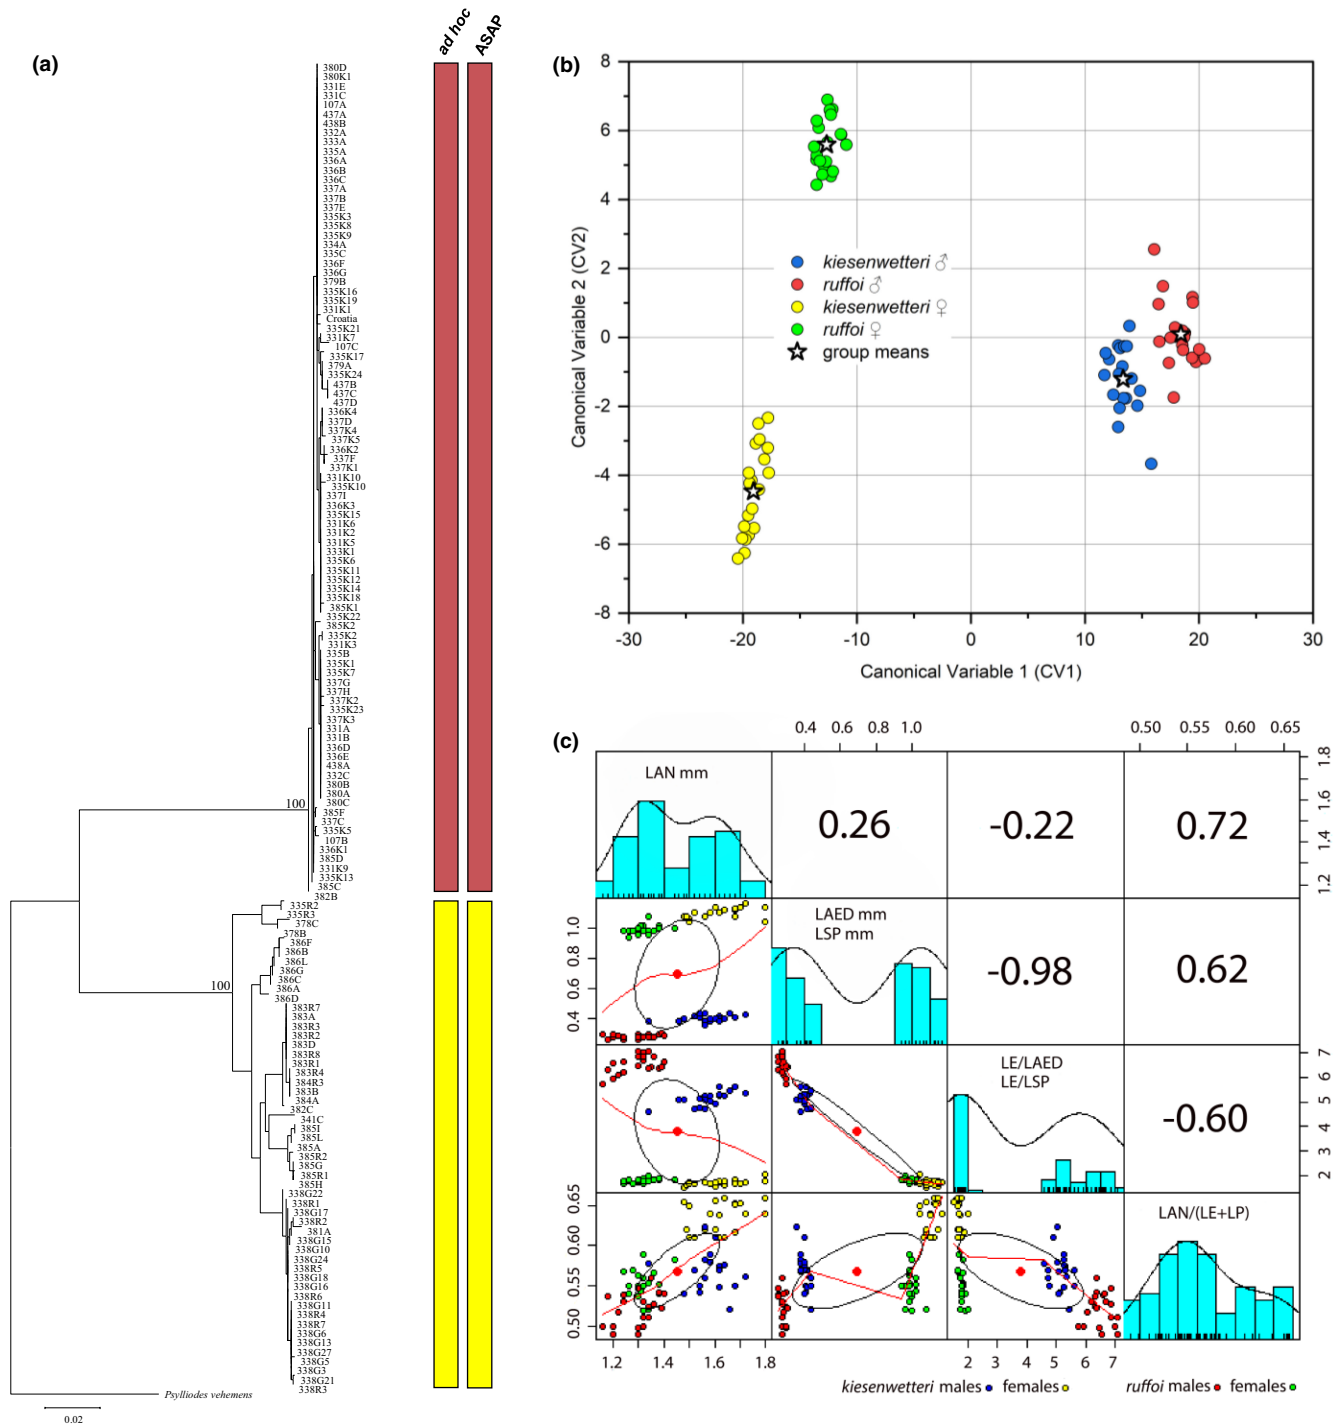 (a)
ad hoc
ASAP
380D
380K1
331E
331C
107A
437A
438B
332A
333A
335A
336A
336B
336C
337A
337B
337E
335K3
335K8
335K9
334A
335C
336F
336G
379B
335K16
335K19
331K1
Croatia
335K21
331K7
107C
335K17
379A
335K24
437B
437C
437D
336K4
337D
337K4
337K5
336K2
337F
337K1
331K10
335K10
337I
336K3
335K15
331K6
331K2
331K5
333K1
335K6
335K11
335K12
335K14
335K18
385K1
335K22
385K2
335K2
331K3
335B
335K1
335K7
337G
337H
337K2
335K23
337K3
331A
331B
336D
336E
438A
332C
380B
380A
380C
385F
337C
335K5
107B
336K1
385D
331K9
335K13
385C
382B
335R2
335R3
378C
378B
386F
386B
386L
386G
386C
386A
386D
383R7
383A
383R3
383R2
383D
383R8
383R1
383R4
384R3
383B
384A
382C
341C
385I
385L
385A
385R2
385G
385R1
385H
338G22
338R1
338G17
338R2
381A
338G15
338G10
338G24
338R5
338G18
338G16
338R6
338G11
338R4
338R7
338G6
338G13
338G27
338G5
338G3
338G21
338R3
Psylliodes vehemens
100
100
0.02
(b)
8
6
4
2
0
-2
-4
-6
-8
Canonical Variable 2 (CV2)
kiesenwetteri ♂
ruffoi ♂
kiesenwetteri ♀
ruffoi ♀
group means
-30 -20 -10 0 10 20 30
Canonical Variable 1 (CV1)
(c)
0.4 0.6 0.8 1.0
0.50 0.55 0.60 0.65
LAN mm
0.26
-0.22
0.72
1.8
1.6
1.4
1.2
1.0
0.8
0.6
0.4
LAED mm
LSP mm
-0.98
0.62
LE/LAED
LE/LSP
-0.60
7
6
5
4
3
2
0.65
0.60
0.55
0.50
LAN/(LE+LP)
1.2 1.4 1.6 1.8
2 3 4 5 6 7
kiesenwetteri males females
ruffoi males females